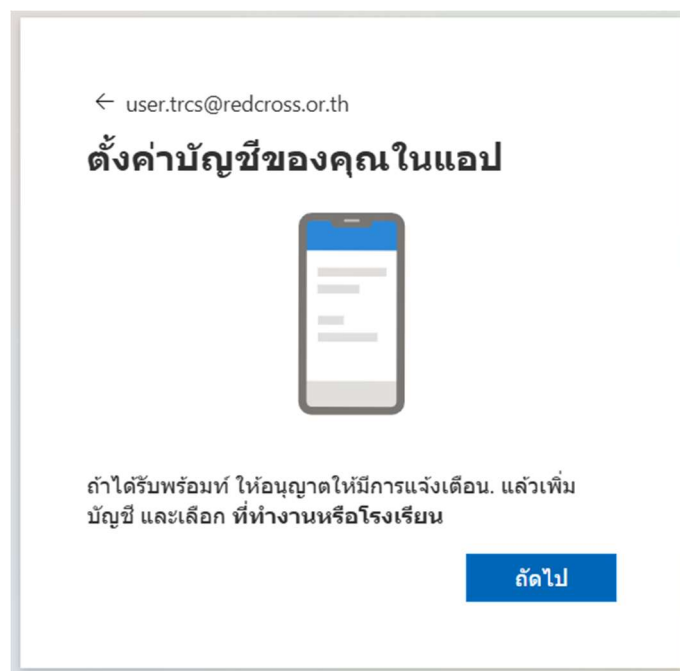 ← user.trcs@redcross.or.th
ตั้งค่าบัญชีของคุณในแอป
ถ้าได้รับพร้อมท์ ให้อนุญาตให้มีการแจ้งเตือน. แล้วเพิ่ม
บัญชี และเลือก ที่ทำงานหรือโรงเรียน
ถัดไป